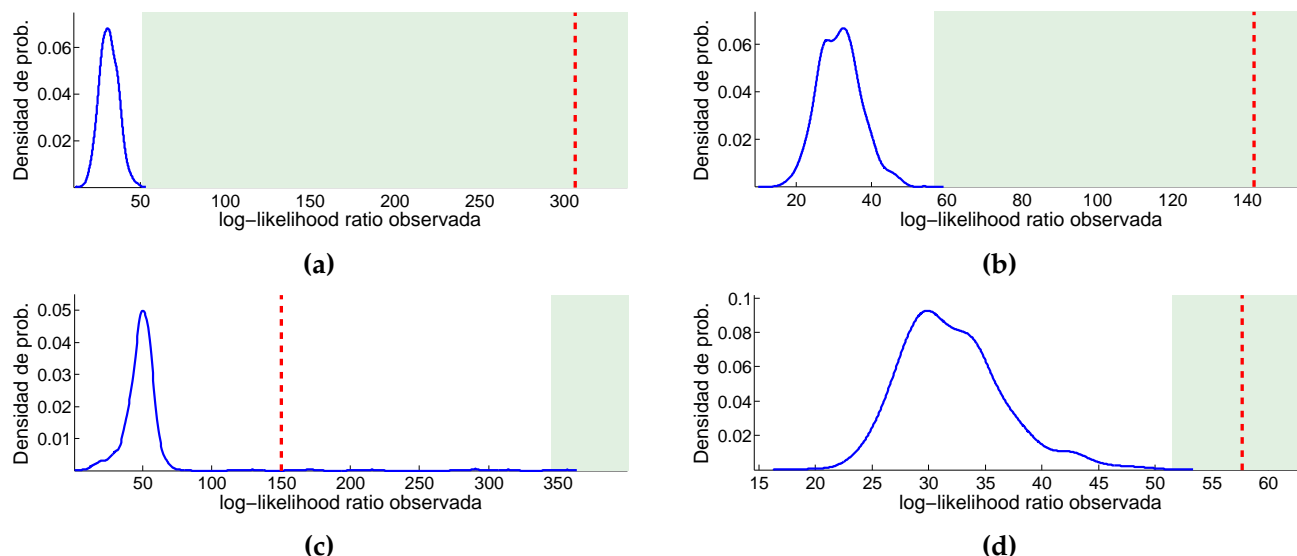 Densidad de prob.
0.06
0.04
0.02
50 100 150 200 250 300
log−likelihood ratio observada
(a)
Densidad de prob.
0.06
0.04
0.02
20 40 60 80 100 120 140
log−likelihood ratio observada
(b)
Densidad de prob.
0.05
0.04
0.03
0.02
0.01
50 100 150 200 250 300 350
log−likelihood ratio observada
(c)
Densidad de prob.
0.1
0.08
0.06
0.04
0.02
15 20 25 30 35 40 45 50 55 60
log−likelihood ratio observada
(d)